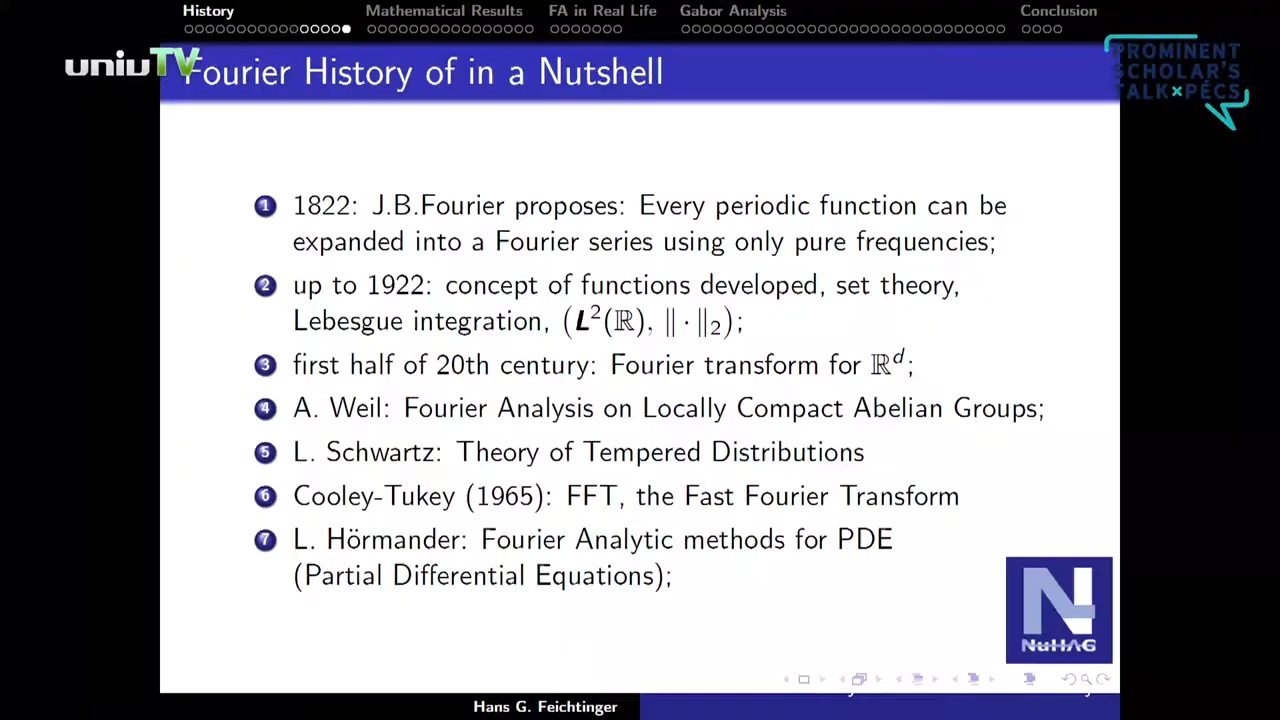 History Mathematical Results FA in Real Life Gabor Analysis Conclusion
uniuTV
PROMINENT
SCHOLAR'S
TALK×PÉCS
Fourier History of in a Nutshell
1 1822: J.B.Fourier proposes: Every periodic function can be
expanded into a Fourier series using only pure frequencies;
2 up to 1922: concept of functions developed, set theory,
Lebesgue integration, (L²(ℝ), ‖·‖₂);
3 first half of 20th century: Fourier transform for ℝᵈ;
4 A. Weil: Fourier Analysis on Locally Compact Abelian Groups;
5 L. Schwartz: Theory of Tempered Distributions
6 Cooley-Tukey (1965): FFT, the Fast Fourier Transform
7 L. Hörmander: Fourier Analytic methods for PDE
(Partial Differential Equations);
N
NuHAG
Hans G. Feichtinger